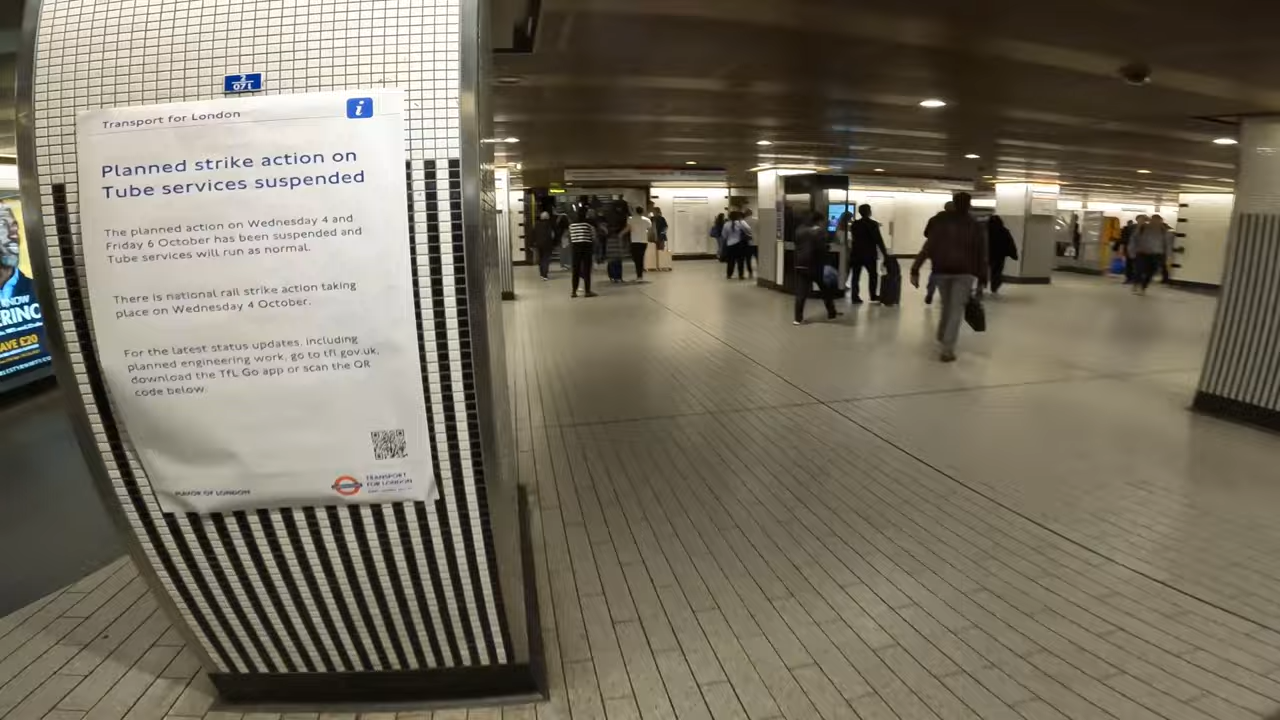 2
071
Transport for London
i
Planned strike action on
Tube services suspended
The planned action on Wednesday 4 and
Friday 6 October has been suspended and
Tube services will run as normal.
There is national rail strike action taking
place on Wednesday 4 October.
For the latest status updates, including
planned engineering work, go to tfl.gov.uk,
download the TfL Go app or scan the QR
code below.
MAYOR OF LONDON
TRANSPORT
FOR LONDON
KNOW
SAVE £20